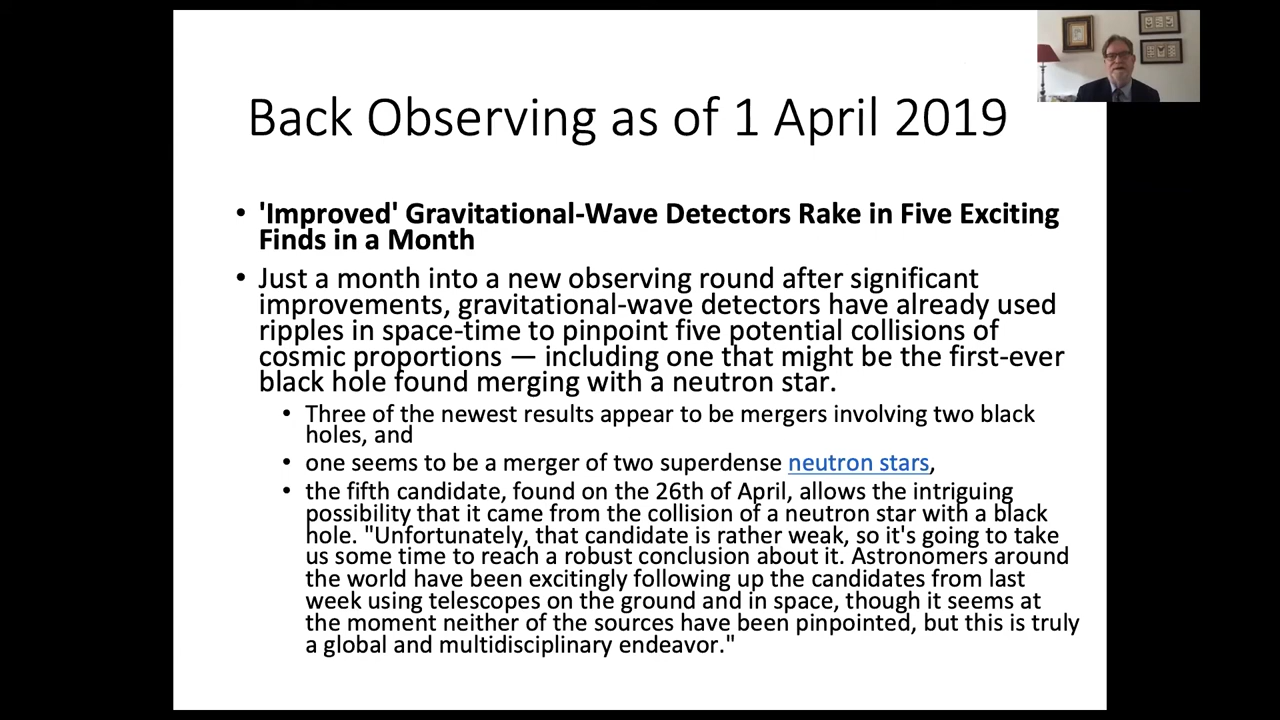 Back Observing as of 1 April 2019
• 'Improved' Gravitational-Wave Detectors Rake in Five Exciting
Finds in a Month
• Just a month into a new observing round after significant
improvements, gravitational-wave detectors have already used
ripples in space-time to pinpoint five potential collisions of
cosmic proportions — including one that might be the first-ever
black hole found merging with a neutron star.
• Three of the newest results appear to be mergers involving two black
holes, and
• one seems to be a merger of two superdense neutron stars,
• the fifth candidate, found on the 26th of April, allows the intriguing
possibility that it came from the collision of a neutron star with a black
hole. "Unfortunately, that candidate is rather weak, so it's going to take
us some time to reach a robust conclusion about it. Astronomers around
the world have been excitingly following up the candidates from last
week using telescopes on the ground and in space, though it seems at
the moment neither of the sources have been pinpointed, but this is truly
a global and multidisciplinary endeavor."